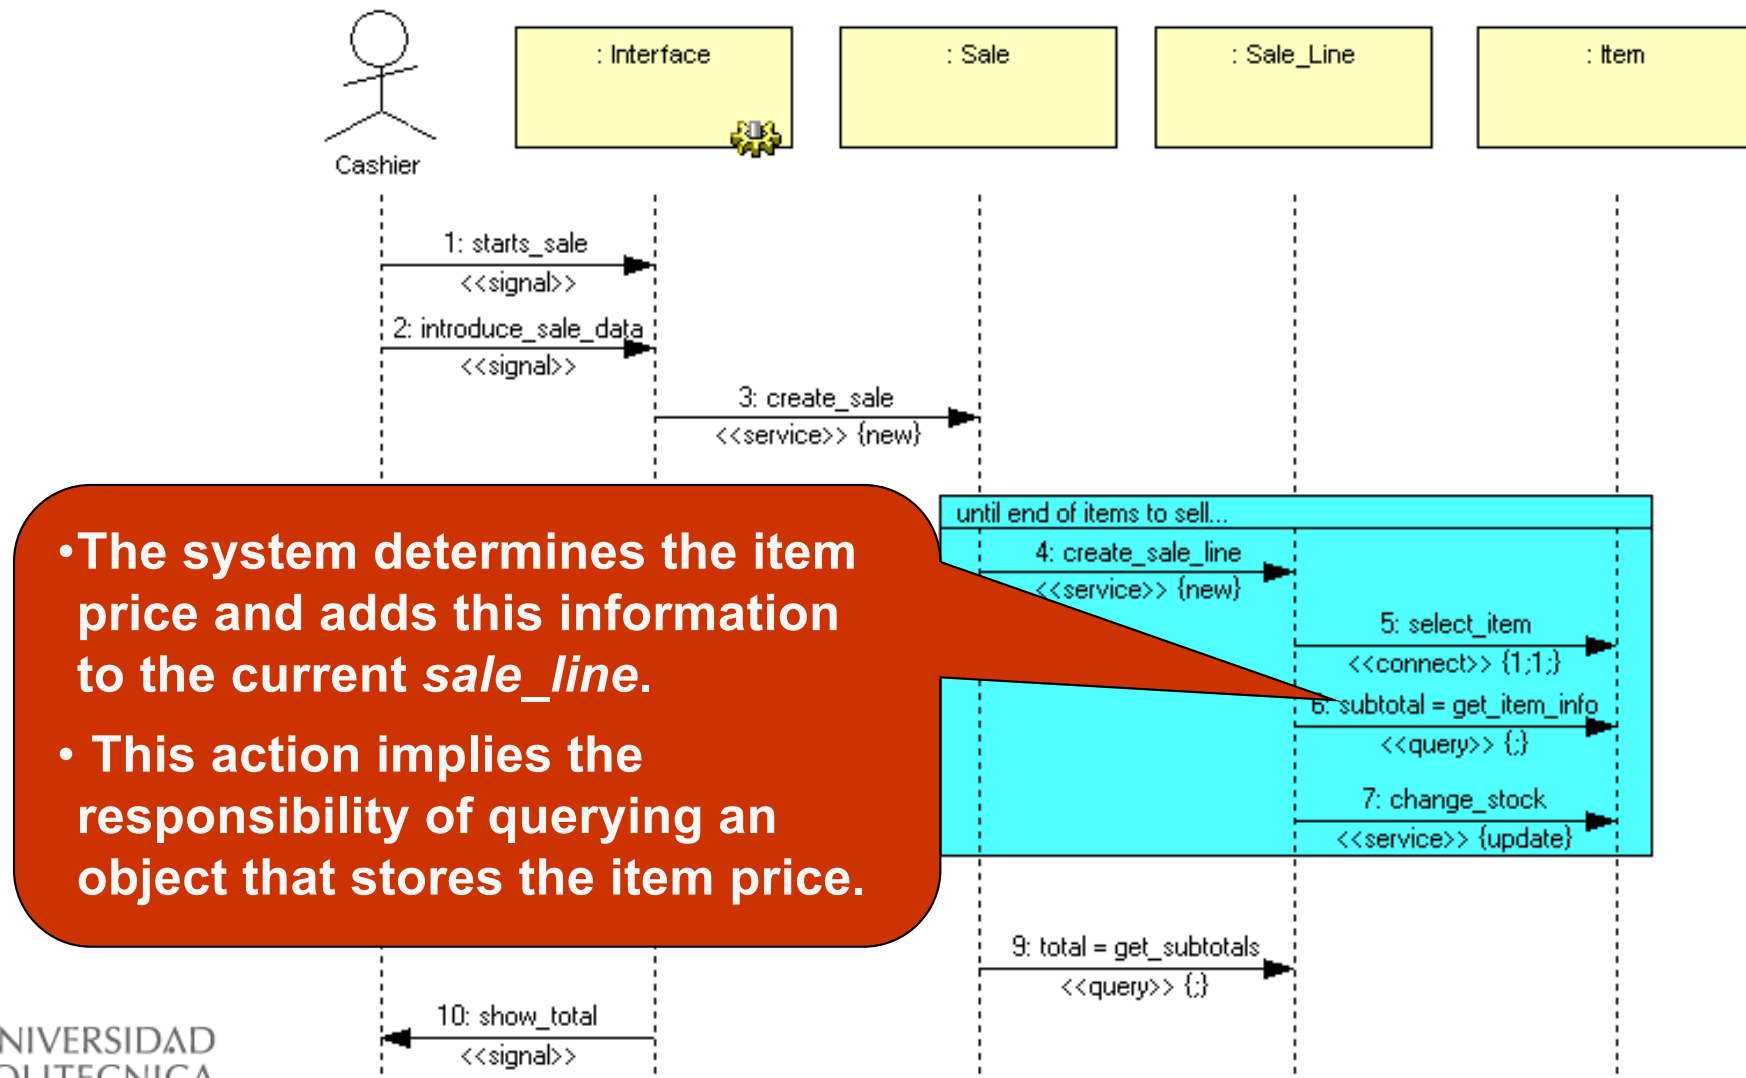 : Interface
: Sale
: Sale_Line
: Item
Cashier
1: starts_sale
<<signal>>
2: introduce_sale_data
<<signal>>
3: create_sale
<<service>> {new}
until end of items to sell...
4: create_sale_line
<<service>> {new}
5: select_item
<<connect>> {1;1;}
6: subtotal = get_item_info
<<query>> {;}
7: change_stock
<<service>> {update}
•The system determines the item
price and adds this information
to the current sale_line.
• This action implies the
responsibility of querying an
object that stores the item price.
9: total = get_subtotals
<<query>> {;}
10: show_total
<<signal>>
NIVERSIDAD
OLITECNICA